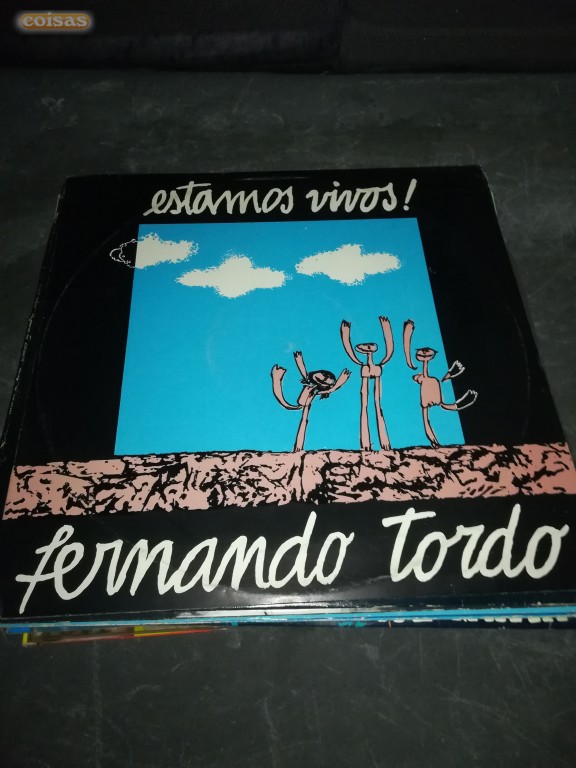 coisas
estamos vivos!
fernando tordo